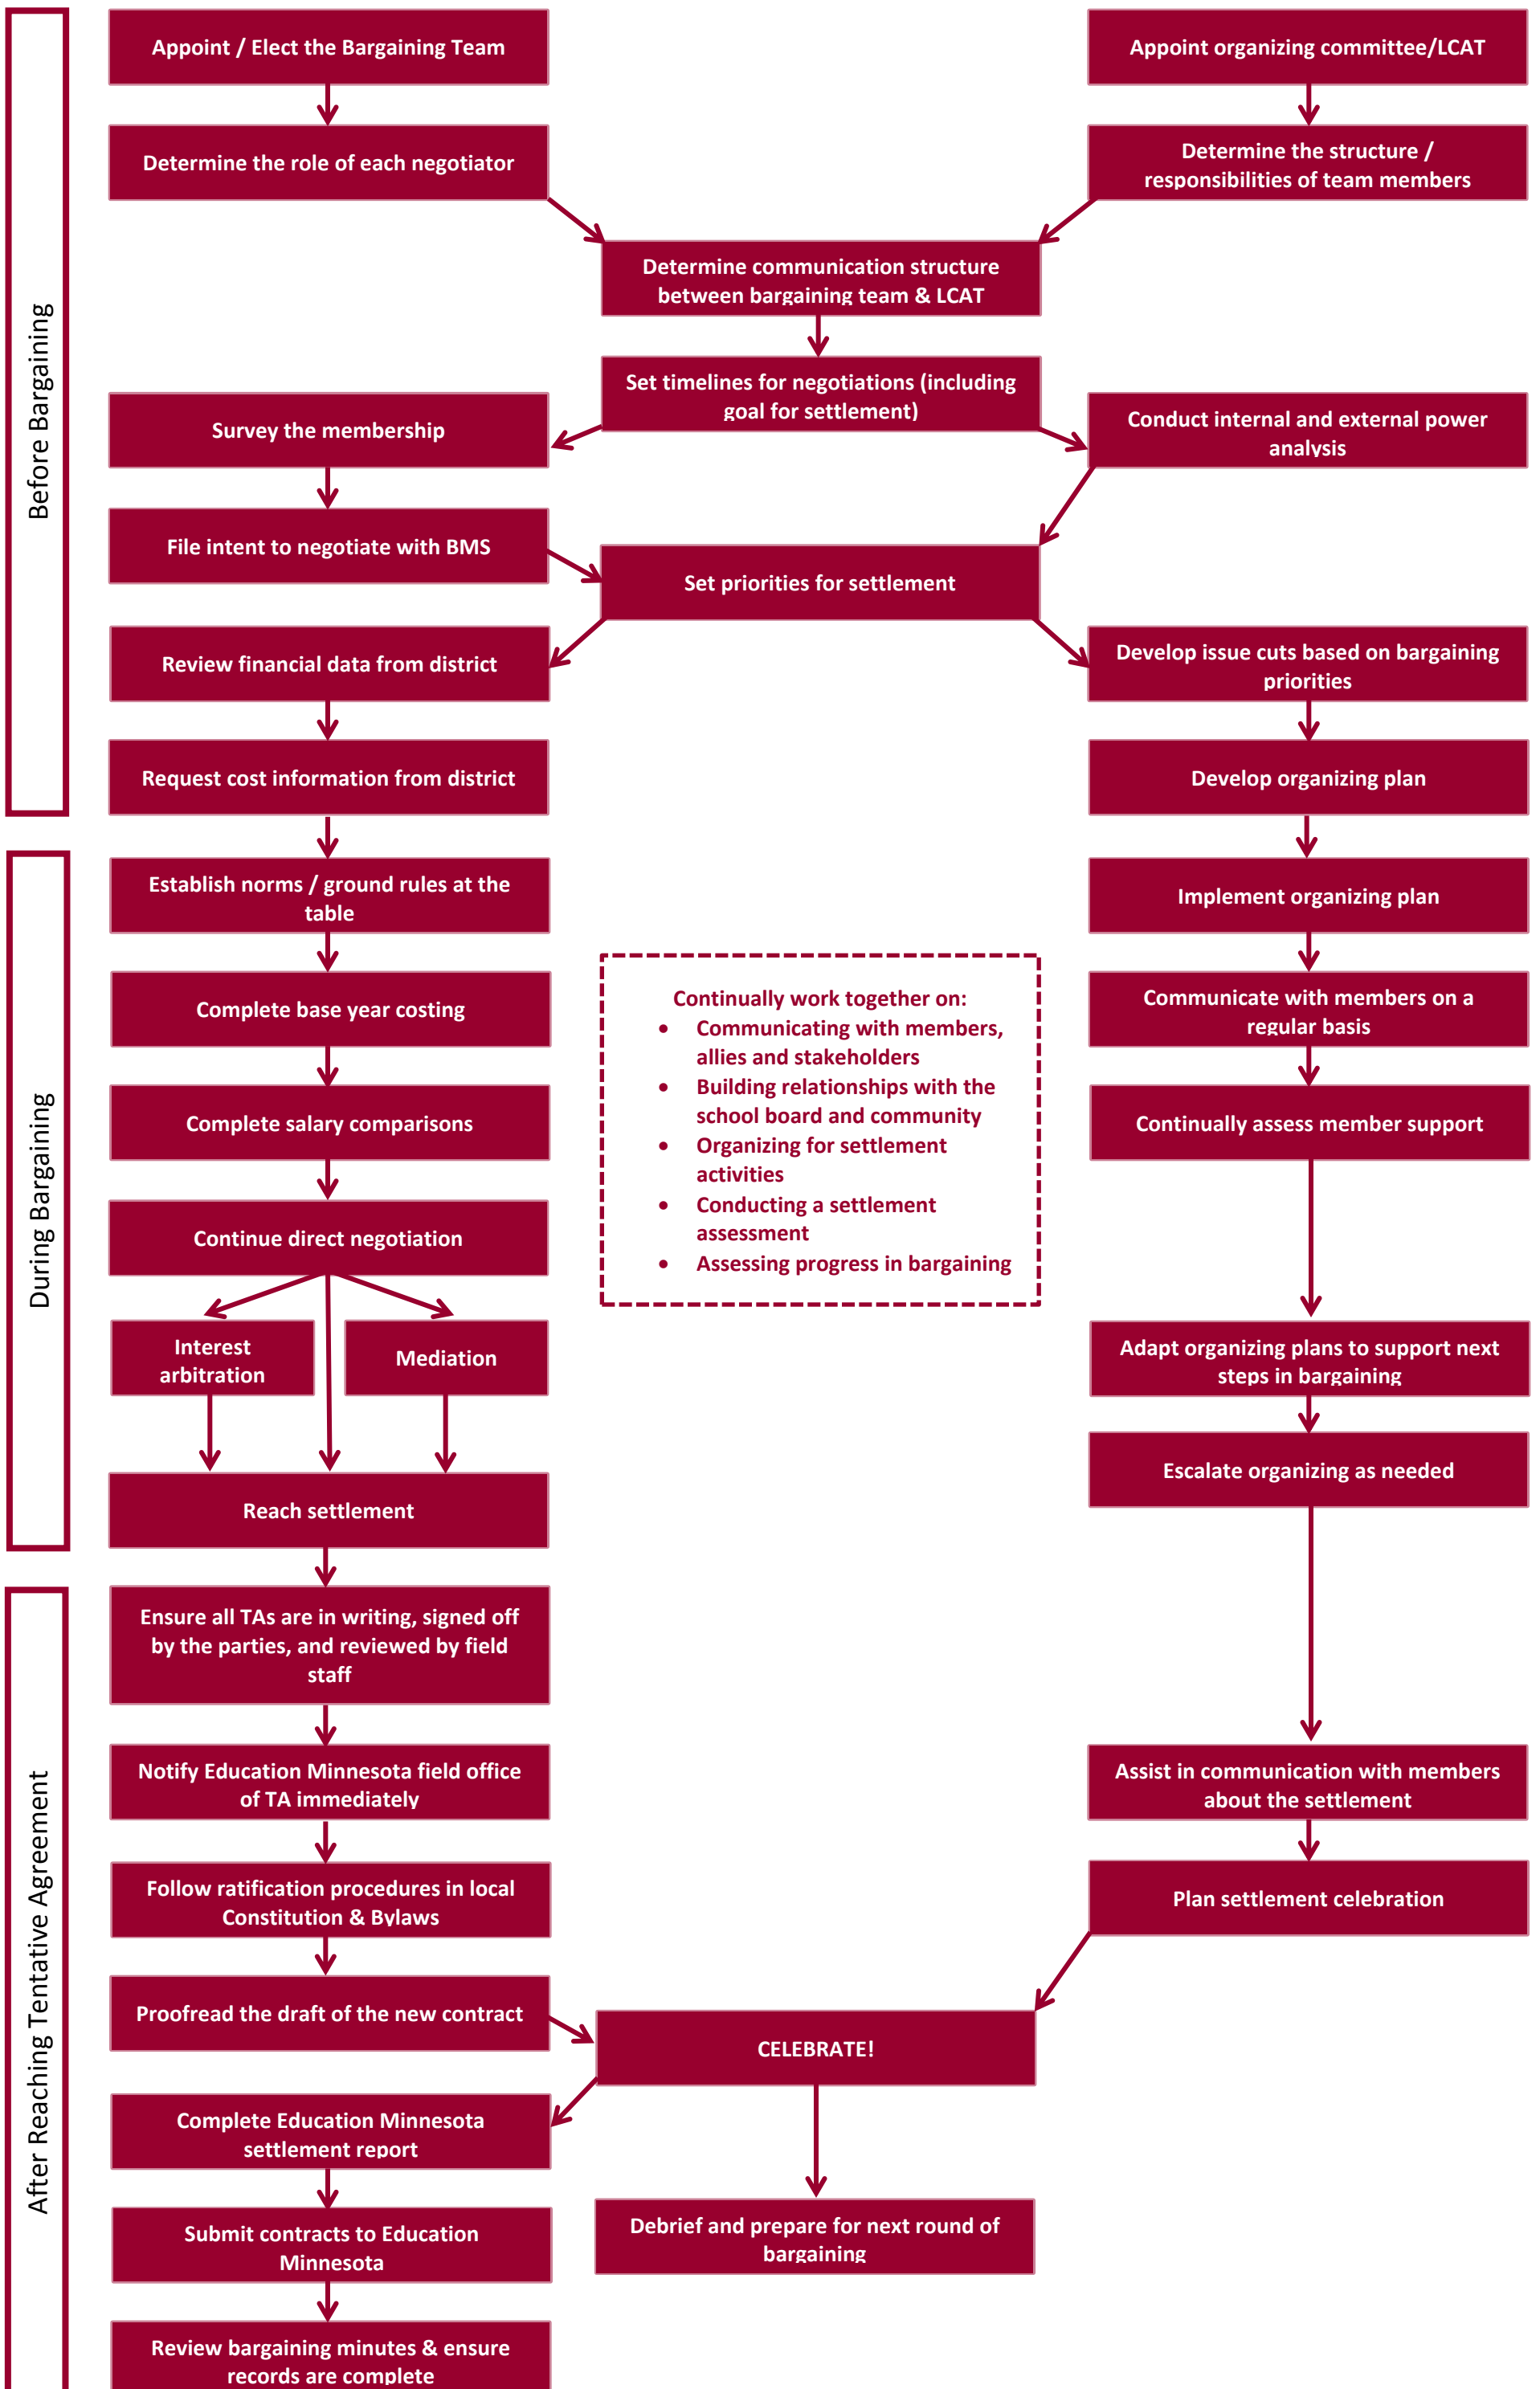 Before Bargaining
Appoint / Elect the Bargaining Team
Appoint organizing committee/LCAT
Determine the role of each negotiator
Determine the structure /
responsibilities of team members
Determine communication structure
between bargaining team & LCAT
Set timelines for negotiations (including
goal for settlement)
Survey the membership
Conduct internal and external power
analysis
File intent to negotiate with BMS
Set priorities for settlement
Review financial data from district
Develop issue cuts based on bargaining
priorities
Request cost information from district
Develop organizing plan
During Bargaining
Establish norms / ground rules at the
table
Implement organizing plan
Complete base year costing
Communicate with members on a
regular basis
Continually work together on:
• Communicating with members,
allies and stakeholders
• Building relationships with the
school board and community
• Organizing for settlement
activities
• Conducting a settlement
assessment
• Assessing progress in bargaining
Complete salary comparisons
Continually assess member support
Continue direct negotiation
Interest
arbitration
Mediation
Adapt organizing plans to support next
steps in bargaining
Escalate organizing as needed
Reach settlement
After Reaching Tentative Agreement
Ensure all TAs are in writing, signed off
by the parties, and reviewed by field
staff
Notify Education Minnesota field office
of TA immediately
Assist in communication with members
about the settlement
Follow ratification procedures in local
Constitution & Bylaws
Plan settlement celebration
Proofread the draft of the new contract
CELEBRATE!
Complete Education Minnesota
settlement report
Submit contracts to Education
Minnesota
Debrief and prepare for next round of
bargaining
Review bargaining minutes & ensure
records are complete